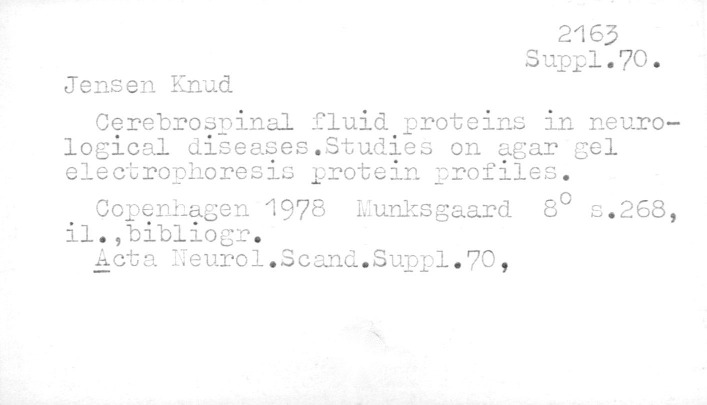 2163
Suppl.70.
Jensen Knud
Cerebrospinal fluid proteins in neuro-
logical diseases.Studies on agar gel
electrophoresis protein profiles.
Copenhagen 1978 Munksgaard 8° s.268,
il.,bibliogr.
Acta Neurol.Scand.Suppl.70,